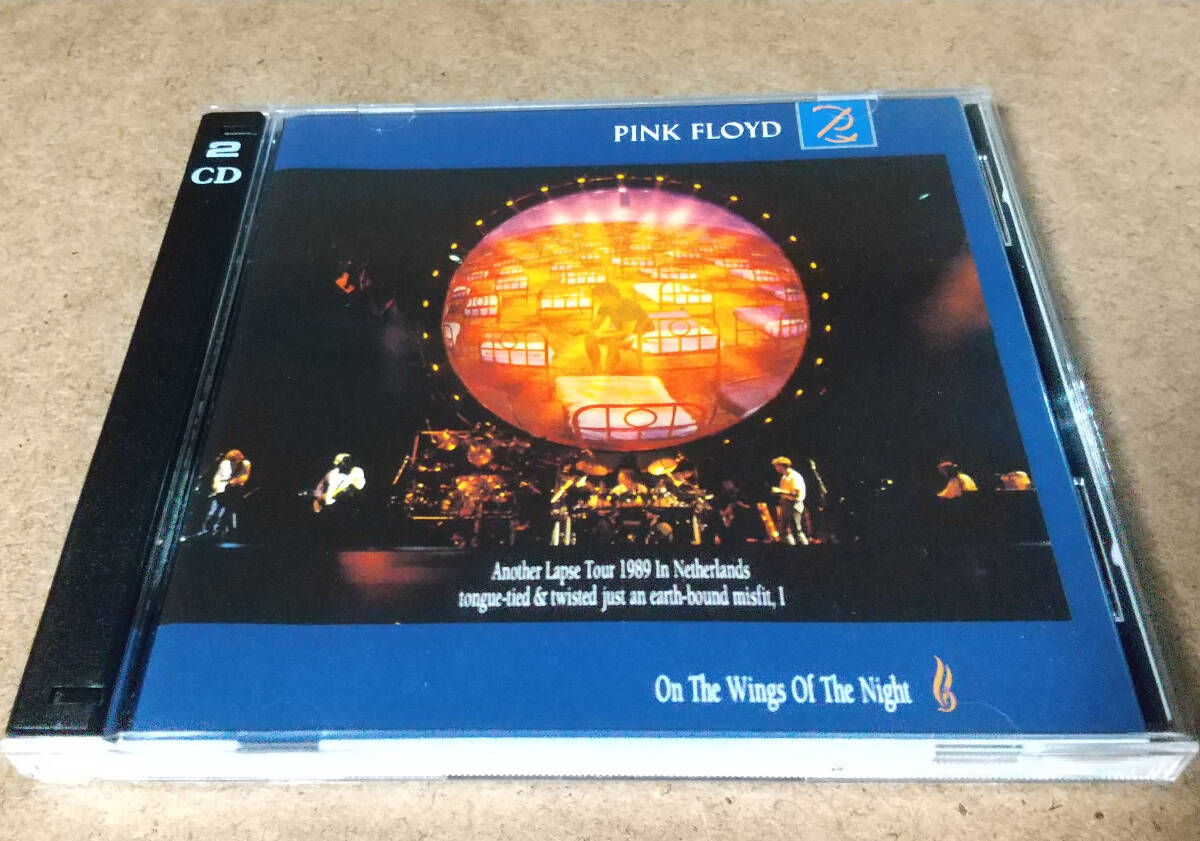 2
CD
PINK FLOYD
Another Lapse Tour 1989 In Netherlands
tongue-tied & twisted just an earth-bound misfit, I
On The Wings Of The Night